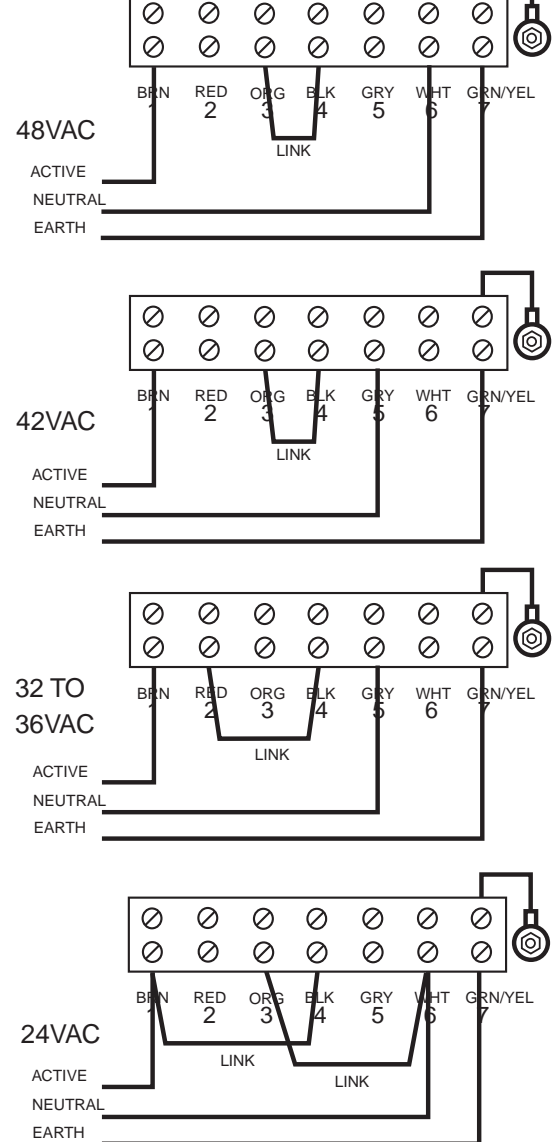 BRN RED ORG BLK GRY WHT GRN/YEL
1 2 3 4 5 6 7
48VAC
LINK
ACTIVE
NEUTRAL
EARTH
BRN RED ORG BLK GRY WHT GRN/YEL
1 2 3 4 5 6 7
42VAC
LINK
ACTIVE
NEUTRAL
EARTH
BRN RED ORG BLK GRY WHT GRN/YEL
1 2 3 4 5 6 7
32 TO
36VAC
LINK
ACTIVE
NEUTRAL
EARTH
BRN RED ORG BLK GRY WHT GRN/YEL
1 2 3 4 5 6 7
24VAC
LINK
LINK
ACTIVE
NEUTRAL
EARTH